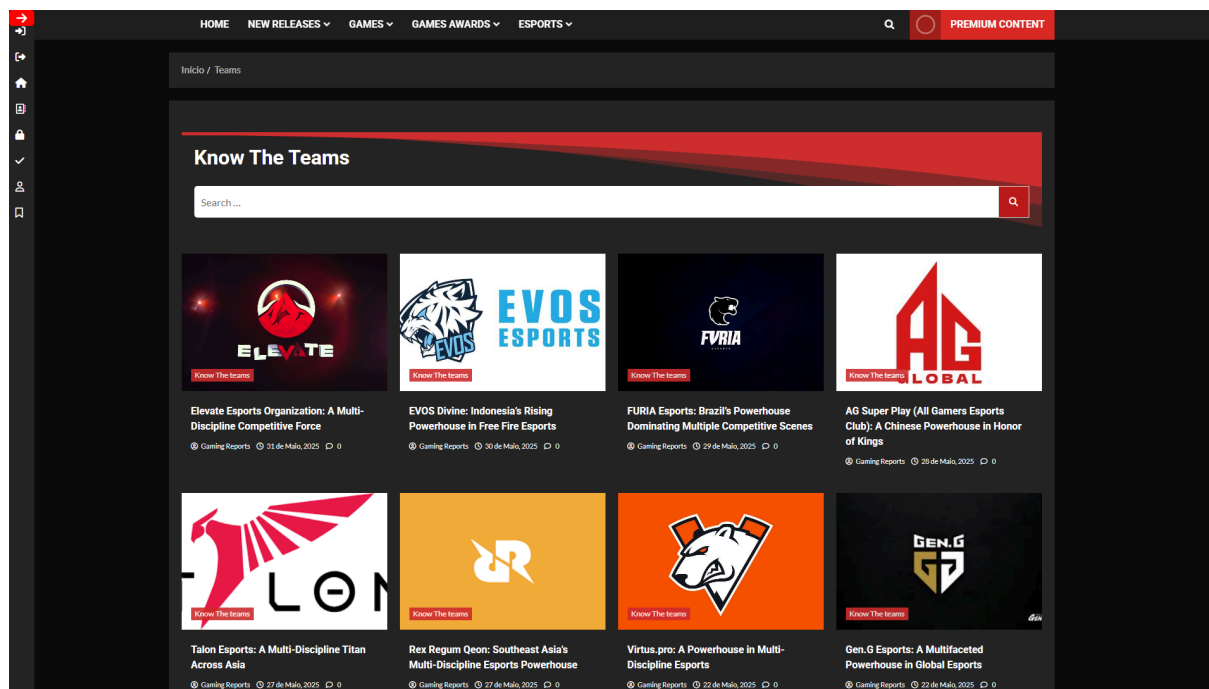 HOME NEW RELEASES GAMES GAMES AWARDS ESPORTS PREMIUM CONTENT
Início / Teams
Know The Teams
Search ...
ELEVATE
Know The teams
EVOS
ESPORTS
EVOS
Know The teams
FVRIA
Know The teams
AG
GLOBAL
Know The teams
Elevate Esports Organization: A Multi-
Discipline Competitive Force
Gaming Reports 31 de Maio, 2025 0
EVOS Divine: Indonesia's Rising
Powerhouse in Free Fire Esports
Gaming Reports 30 de Maio, 2025 0
FURIA Esports: Brazil's Powerhouse
Dominating Multiple Competitive Scenes
Gaming Reports 29 de Maio, 2025 0
AG Super Play (All Gamers Esports
Club): A Chinese Powerhouse in Honor
of Kings
Gaming Reports 28 de Maio, 2025 0
TALON
Know The teams
RR
Know The teams
Know The teams
GEN.G
Know The teams
Talon Esports: A Multi-Discipline Titan
Across Asia
Gaming Reports 27 de Maio, 2025 0
Rex Regum Qeon: Southeast Asia's
Multi-Discipline Esports Powerhouse
Gaming Reports 27 de Maio, 2025 0
Virtus.pro: A Powerhouse in Multi-
Discipline Esports
Gaming Reports 22 de Maio, 2025 0
Gen.G Esports: A Multifaceted
Powerhouse in Global Esports
Gaming Reports 22 de Maio, 2025 0